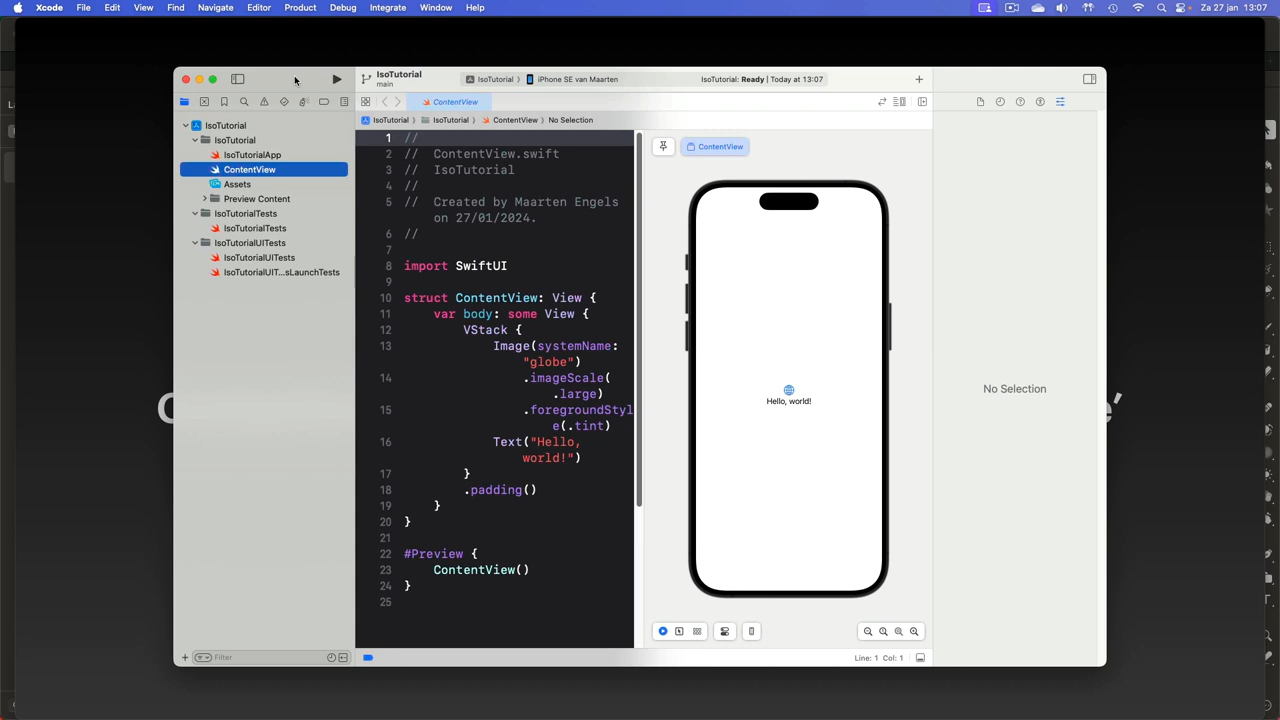 Xcode File Edit View Find Navigate Editor Product Debug Integrate Window Help Za 27 jan 13:07
IsoTutorial
main
IsoTutorial
iPhone SE van Maarten
IsoTutorial: Ready | Today at 13:07
ContentView
IsoTutorial
IsoTutorial
ContentView
No Selection
IsoTutorial
IsoTutorial
IsoTutorialApp
ContentView
Assets
Preview Content
IsoTutorialTests
IsoTutorialTests
IsoTutorialUITests
IsoTutorialUITests
IsoTutorialUIT...sLaunchTests
Filter
1 //
2 // ContentView.swift
3 // IsoTutorial
4 //
5 // Created by Maarten Engels
on 27/01/2024.
6 //
7
8 import SwiftUI
9
10 struct ContentView: View {
11 var body: some View {
12 VStack {
13 Image(systemName:
"globe")
14 .imageScale(
.large)
15 .foregroundStyl
e(.tint)
16 Text("Hello,
world!")
17 }
18 .padding()
19 }
20 }
21
22 #Preview {
23 ContentView()
24 }
25
ContentView
Hello, world!
No Selection
Line: 1 Col: 1